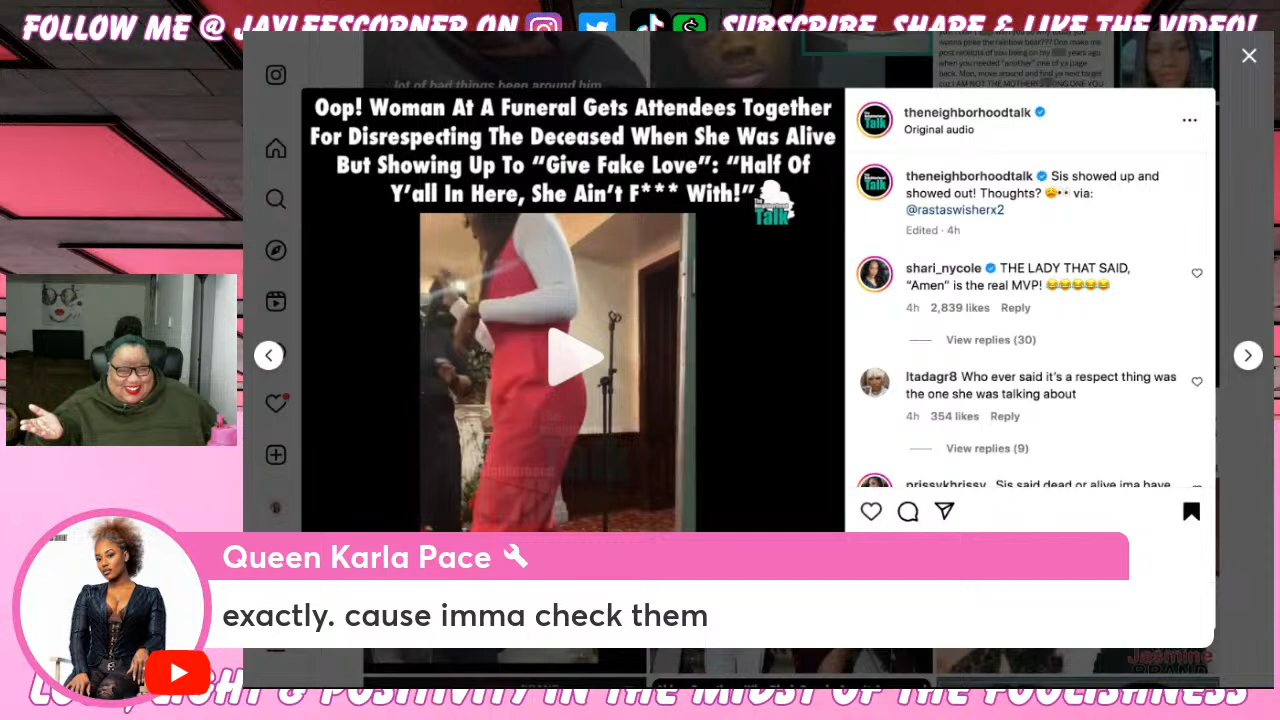 FOLLOW ME @ JAYLEESCORNER ON
SUBSCRIBE, SHARE & LIKE THE VIDEO!
lot of bad things been around him
Oop! Woman At A Funeral Gets Attendees Together
For Disrespecting The Deceased When She Was Alive
But Showing Up To “Give Fake Love”: “Half Of
Y’all In Here, She Ain’t F*** With!”
Talk
theneighborhoodtalk
Original audio
theneighborhoodtalk Sis showed up and
showed out! Thoughts? 😩👀 via:
@rastaswisherx2
Edited · 4h
shari_nycole THE LADY THAT SAID,
“Amen” is the real MVP! 😂😂😂😂😂
4h 2,839 likes Reply
View replies (30)
ltadagr8 Who ever said it’s a respect thing was
the one she was talking about
4h 354 likes Reply
View replies (9)
prissykhrissy Sis said dead or alive ima have
Queen Karla Pace
exactly. cause imma check them
Jasmine
BRAND
& POSITIVITY IN THE MIDST OF THE FOOLISHNESS